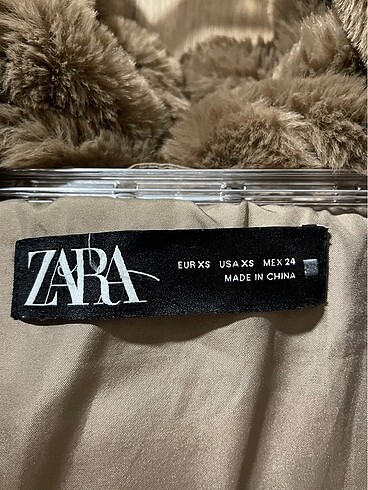 ZARA
EUR XS USA XS MEX 24
MADE IN CHINA